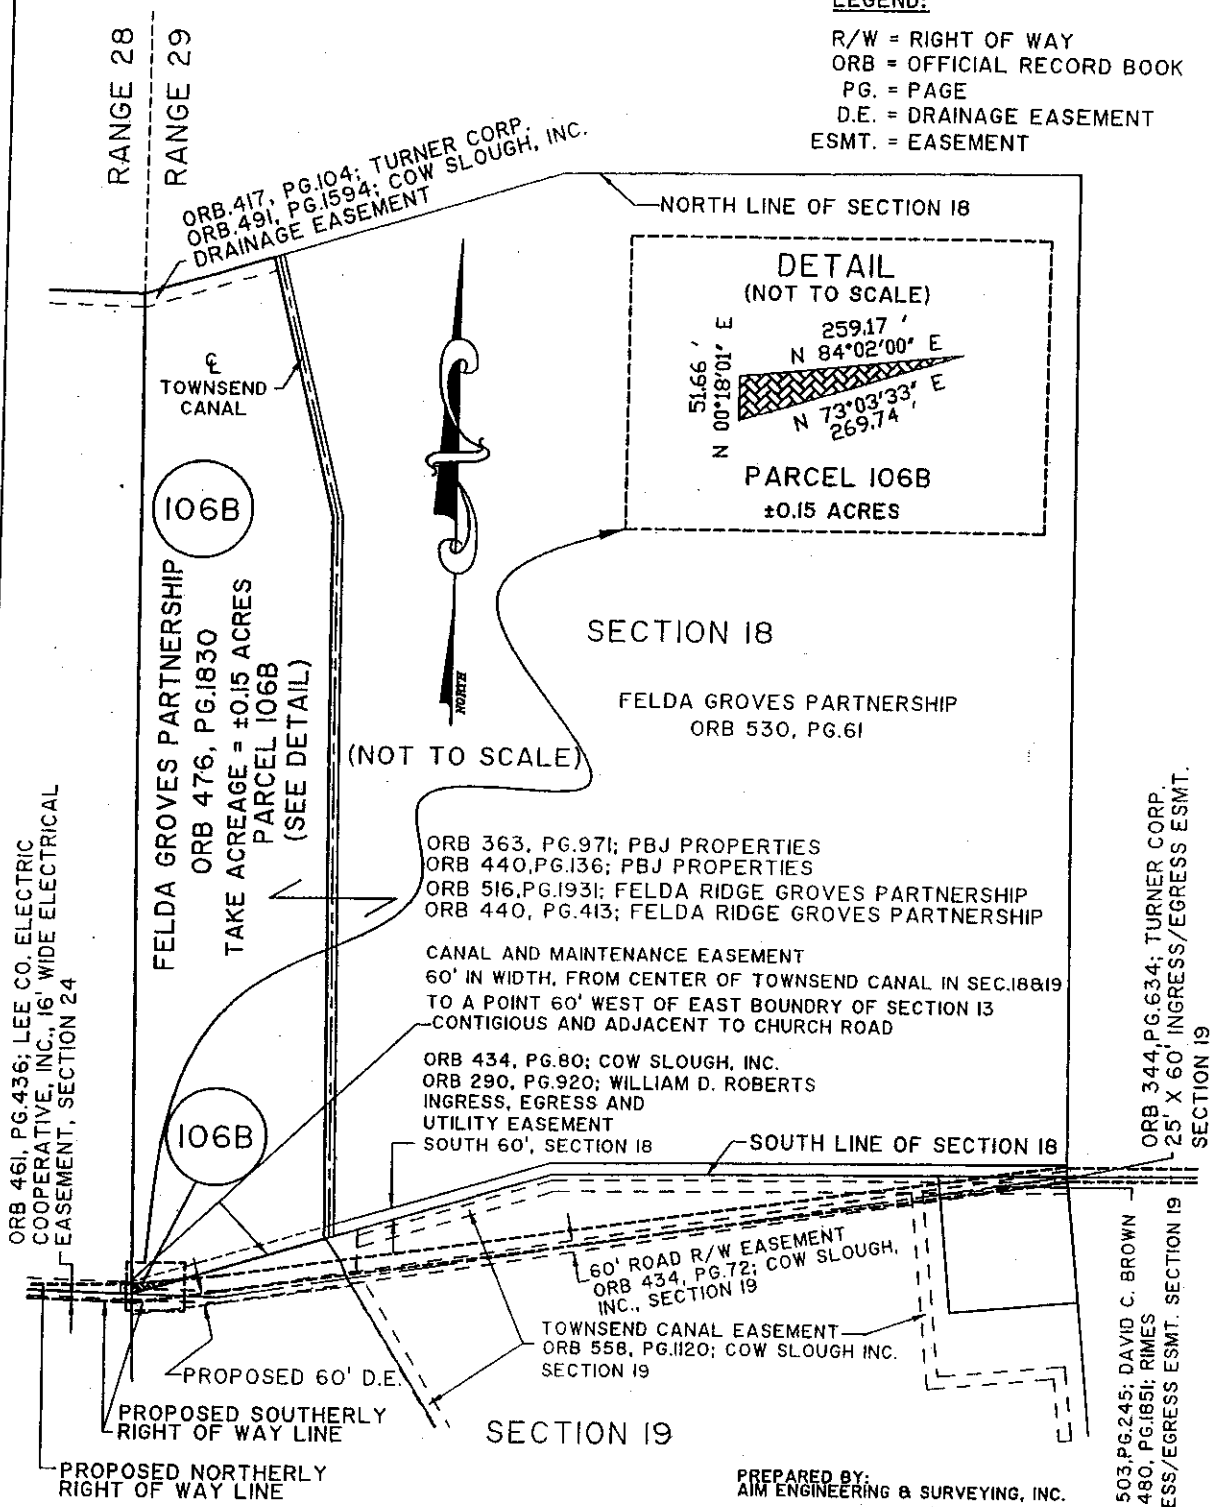 LEGEND:
R/W = RIGHT OF WAY
ORB = OFFICIAL RECORD BOOK
PG. = PAGE
D.E. = DRAINAGE EASEMENT
ESMT. = EASEMENT
RANGE 28
RANGE 29
ORB.417, PG.104; TURNER CORP.
ORB.491, PG.1594; COW SLOUGH, INC.
DRAINAGE EASEMENT
NORTH LINE OF SECTION 18
DETAIL
(NOT TO SCALE)
259.17 '
N 84°02'00" E
51.66 '
N 00°18'01" E
N 73°03'33" E
269.74 '
PARCEL 106B
±0.15 ACRES
℄
TOWNSEND
CANAL
106B
FELDA GROVES PARTNERSHIP
ORB 476, PG.1830
TAKE ACREAGE = ±0.15 ACRES
PARCEL 106B
(SEE DETAIL)
NORTH
(NOT TO SCALE)
SECTION 18
FELDA GROVES PARTNERSHIP
ORB 530, PG.61
ORB 363, PG.971; PBJ PROPERTIES
ORB 440,PG.136; PBJ PROPERTIES
ORB 516,PG.1931; FELDA RIDGE GROVES PARTNERSHIP
ORB 440, PG.413; FELDA RIDGE GROVES PARTNERSHIP
CANAL AND MAINTENANCE EASEMENT
60' IN WIDTH, FROM CENTER OF TOWNSEND CANAL IN SEC.18&19
TO A POINT 60' WEST OF EAST BOUNDRY OF SECTION 13
CONTIGIOUS AND ADJACENT TO CHURCH ROAD
ORB 434, PG.80; COW SLOUGH, INC.
ORB 290, PG.920; WILLIAM D. ROBERTS
INGRESS, EGRESS AND
UTILITY EASEMENT
SOUTH 60', SECTION 18
SOUTH LINE OF SECTION 18
106B
ORB 461, PG.436; LEE CO. ELECTRIC
COOPERATIVE, INC., 16' WIDE ELECTRICAL
EASEMENT, SECTION 24
ORB 344,PG.634; TURNER CORP.
25' X 60' INGRESS/EGRESS ESMT.
SECTION 19
60' ROAD R/W EASEMENT
ORB 434, PG.72; COW SLOUGH,
INC., SECTION 19
TOWNSEND CANAL EASEMENT
ORB 558, PG.1120; COW SLOUGH INC.
SECTION 19
PROPOSED 60' D.E.
PROPOSED SOUTHERLY
RIGHT OF WAY LINE
PROPOSED NORTHERLY
RIGHT OF WAY LINE
SECTION 19
503,PG.245; DAVID C. BROWN
480, PG.1851; RIMES
ESS/EGRESS ESMT. SECTION 19
PREPARED BY:
AIM ENGINEERING & SURVEYING, INC.